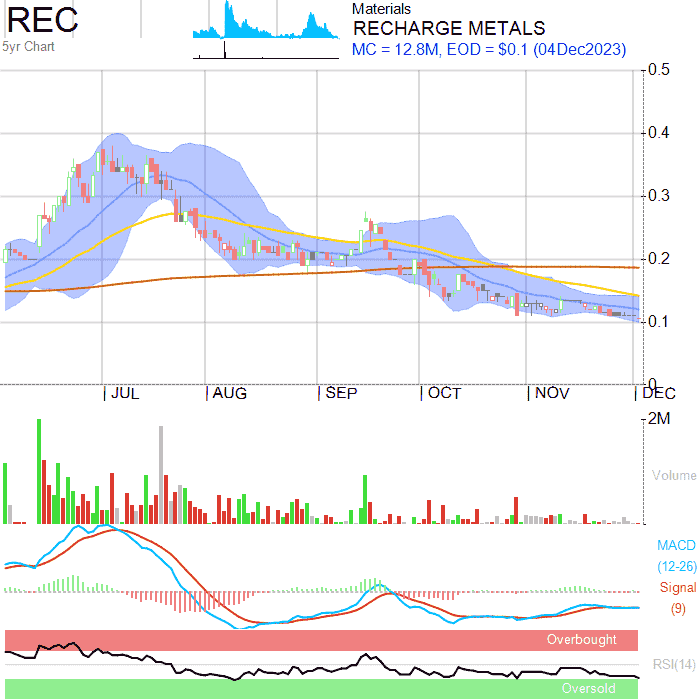 REC
5yr Chart
Materials
RECHARGE METALS
MC = 12.8M, EOD = $0.1 (04Dec2023)
0.5
0.4
0.3
0.2
0.1
0
JUL AUG SEP OCT NOV DEC
2M
Volume
MACD
(12-26)
Signal
(9)
Overbought
RSI(14)
Oversold